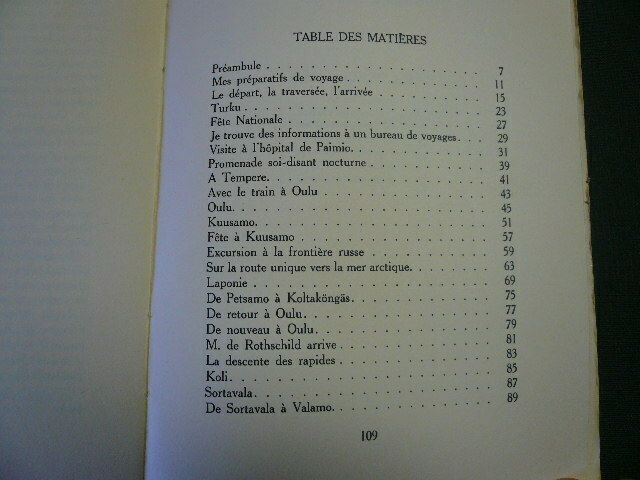 TABLE DES MATIÈRES
Préambule . . . . . . . . . . . . . . . . 7
Mes préparatifs de voyage . . . . . . . . . . 11
Le départ, la traversée, l'arrivée . . . . . . . . 15
Turku . . . . . . . . . . . . . . . . . 23
Fête Nationale . . . . . . . . . . . . . . 27
Je trouve des informations à un bureau de voyages. . . 29
Visite à l'hôpital de Paimio. . . . . . . . . . 31
Promenade soi-disant nocturne . . . . . . . . . 39
A Tempere. . . . . . . . . . . . . . . . 41
Avec le train à Oulu . . . . . . . . . . . . 43
Oulu. . . . . . . . . . . . . . . . . . 45
Kuusamo. . . . . . . . . . . . . . . . . 51
Fête à Kuusamo . . . . . . . . . . . . . . 57
Excursion à la frontière russe . . . . . . . . . 59
Sur la route unique vers la mer arctique. . . . . . 63
Laponie . . . . . . . . . . . . . . . . . 69
De Petsamo à Koltaköngäs. . . . . . . . . . . 75
De retour à Oulu. . . . . . . . . . . . . . 77
De nouveau à Oulu. . . . . . . . . . . . . . 79
M. de Rothschild arrive . . . . . . . . . . . 81
La descente des rapides . . . . . . . . . . . 83
Koli. . . . . . . . . . . . . . . . . . 85
Sortavala. . . . . . . . . . . . . . . . . 87
De Sortavala à Valamo. . . . . . . . . . . . 89
109